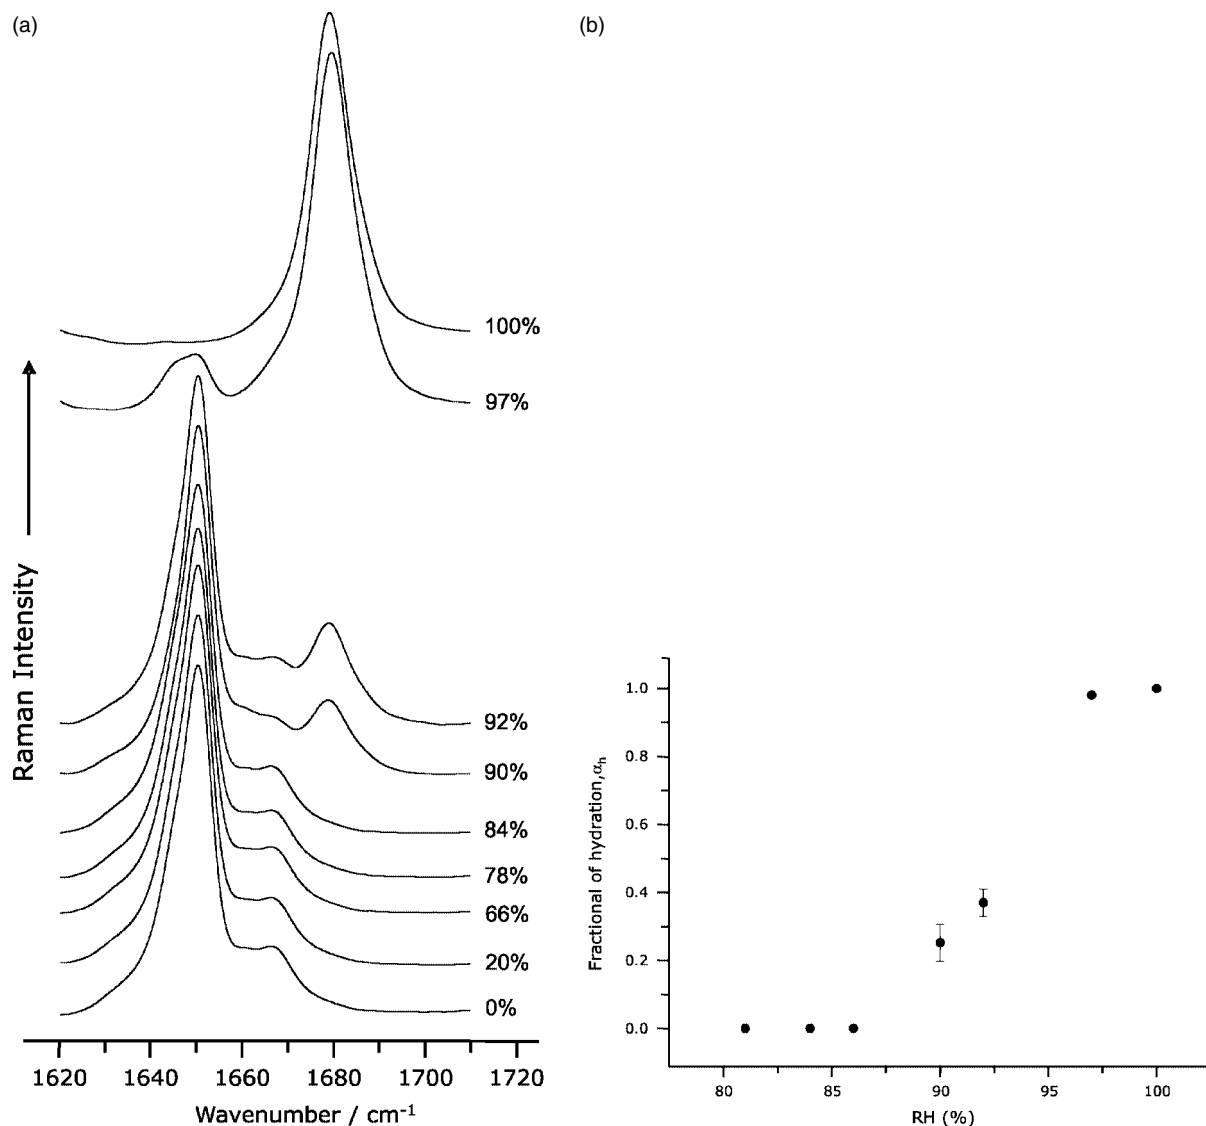 (a)
(b)
100%
97%
92%
90%
84%
78%
66%
20%
0%
Raman Intensity
1620 1640 1660 1680 1700 1720
Wavenumber / cm⁻¹
1.0
0.8
0.6
0.4
0.2
0.0
Fractional of hydration,αₕ
80 85 90 95 100
RH (%)